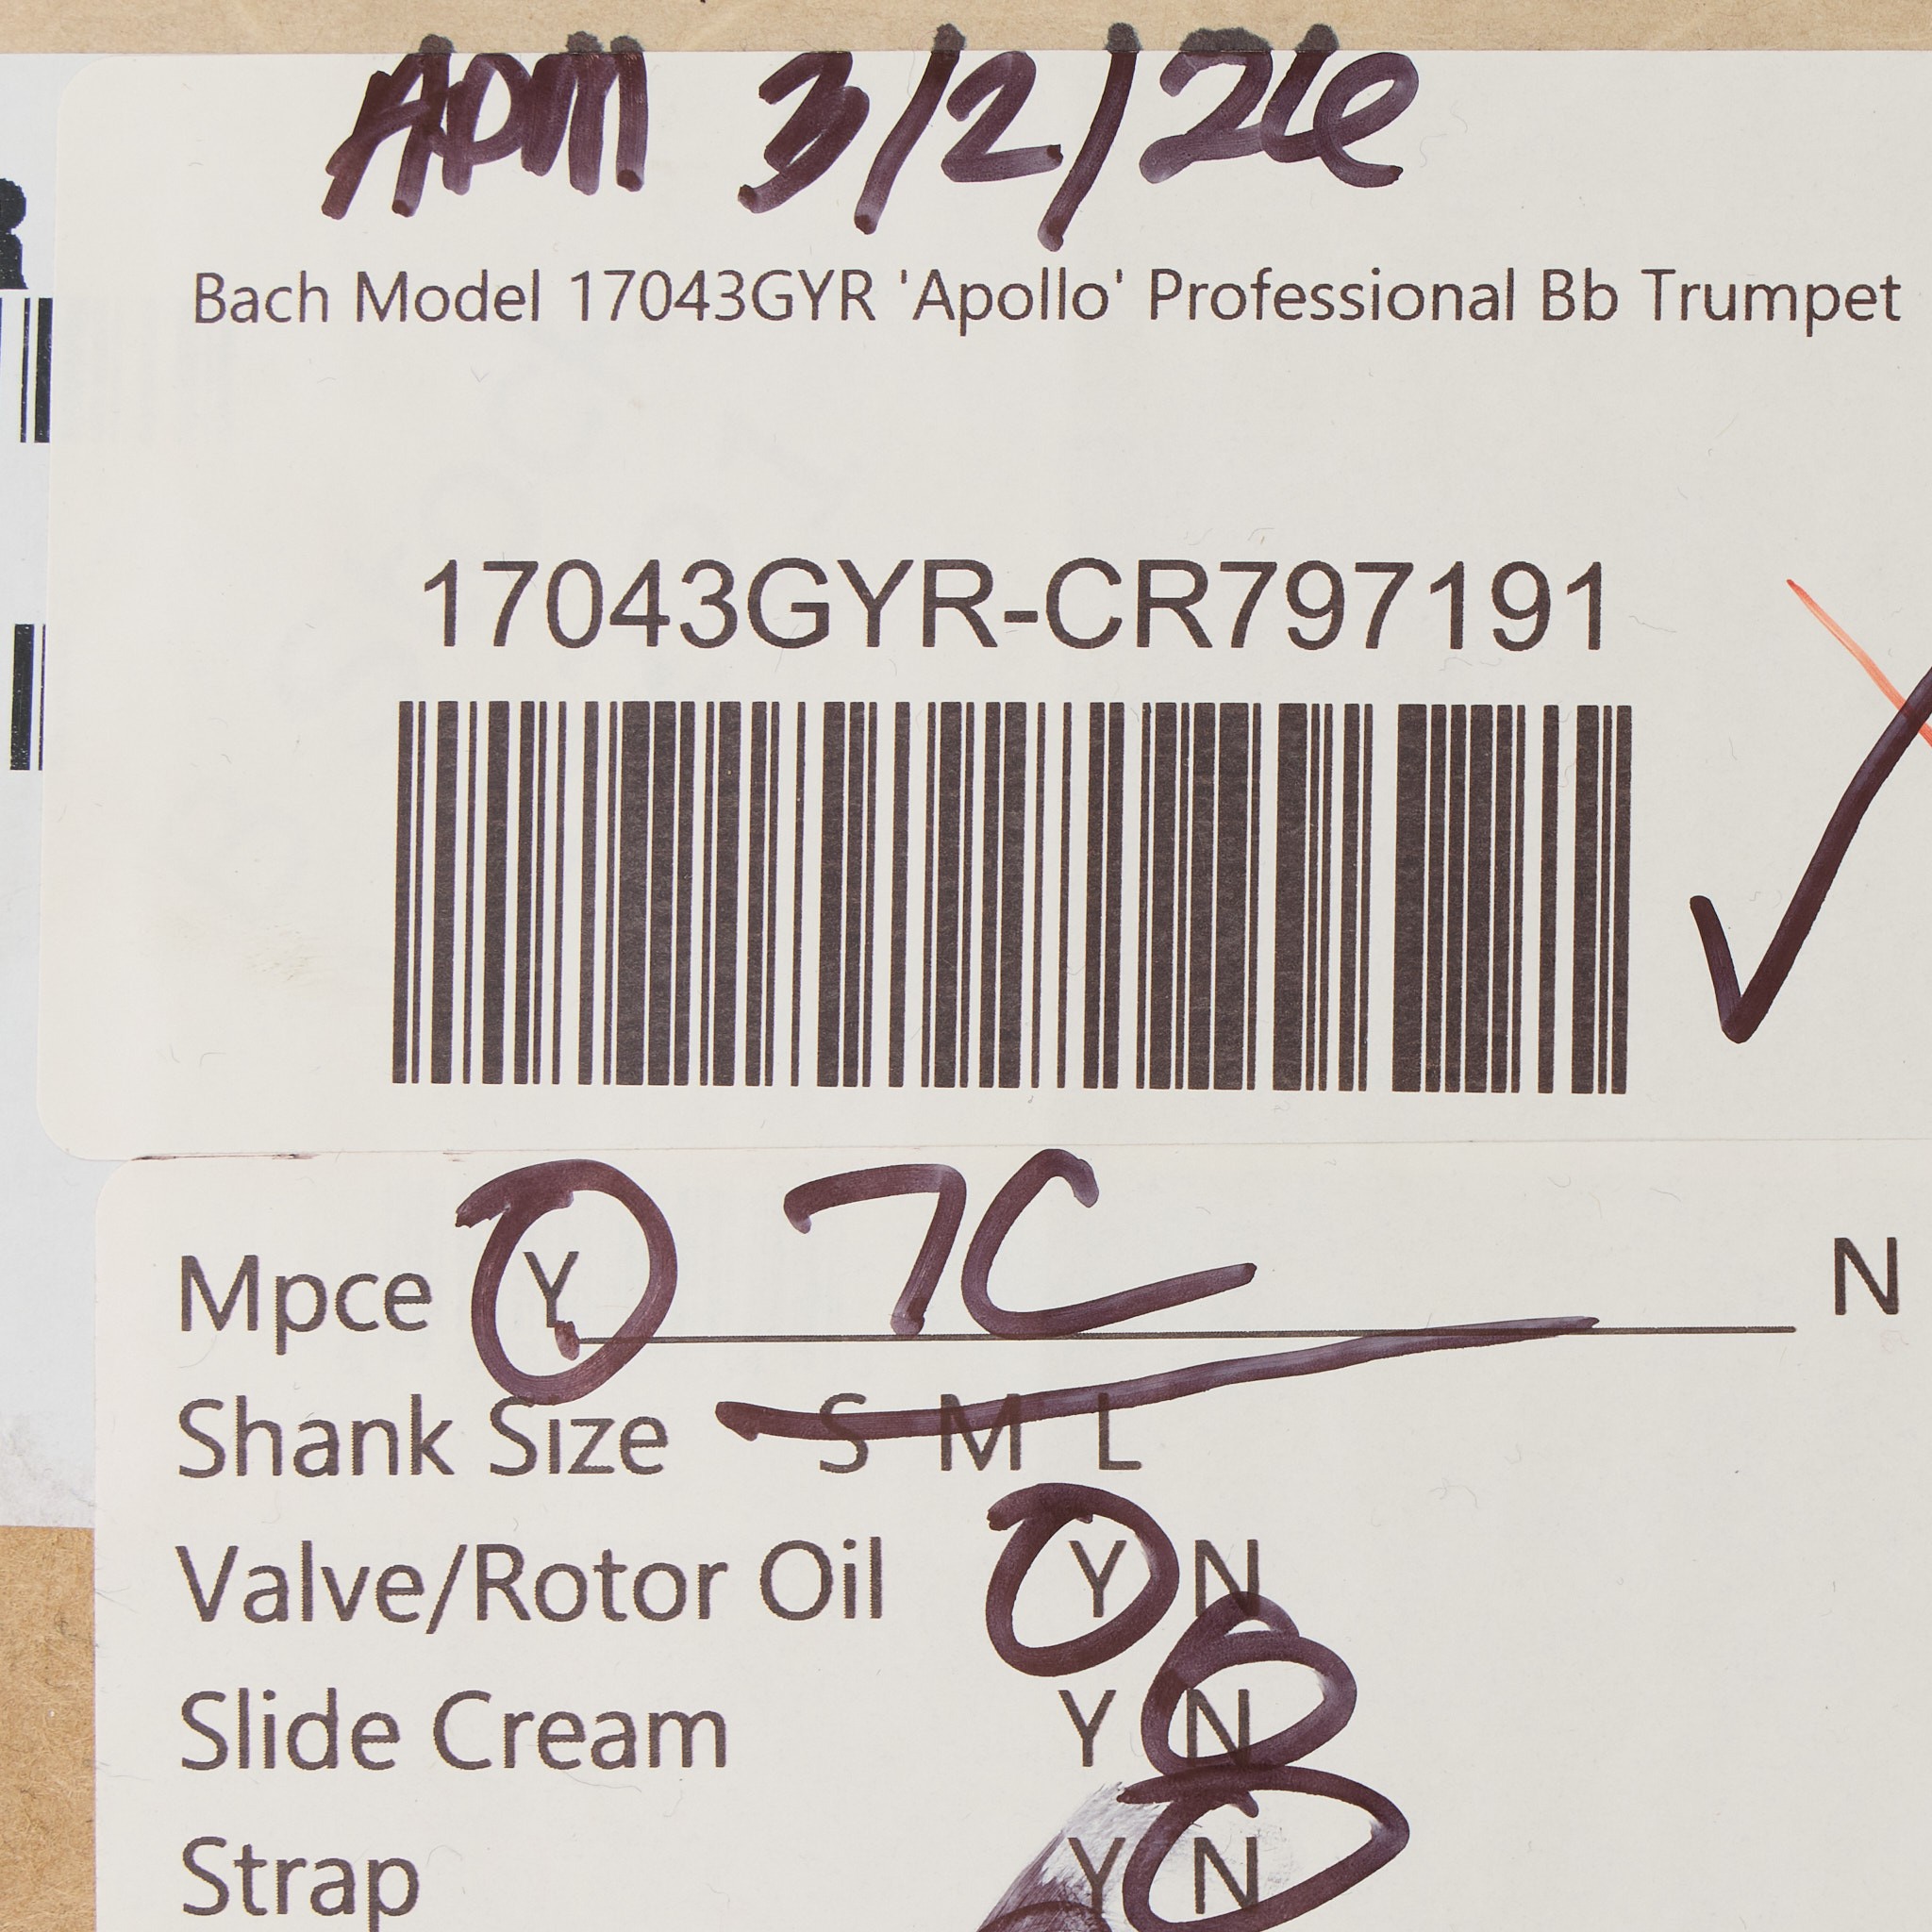 ADM 3/2/26
Bach Model 17043GYR 'Apollo' Professional Bb Trumpet
17043GYR-CR797191
Mpce Y 7C N
Shank Size S M L
Valve/Rotor Oil Y N
Slide Cream Y N
Strap Y N